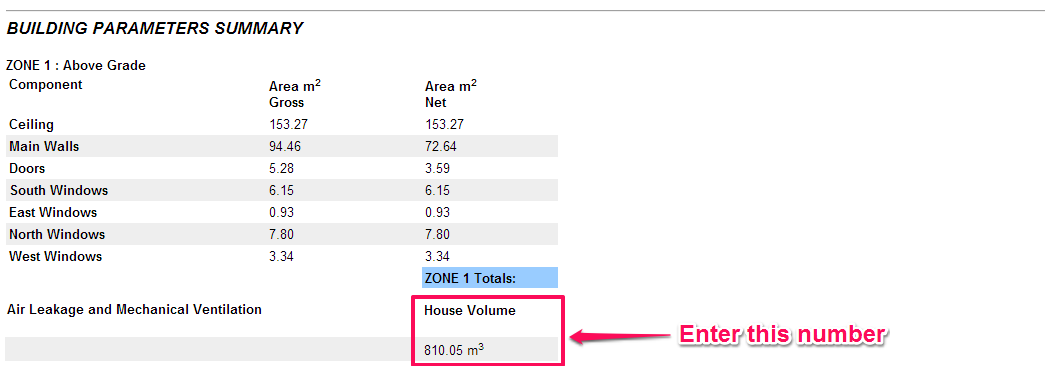 BUILDING PARAMETERS SUMMARY
ZONE 1 : Above Grade
Component Area m² Area m²
Gross Net
Ceiling 153.27 153.27
Main Walls 94.46 72.64
Doors 5.28 3.59
South Windows 6.15 6.15
East Windows 0.93 0.93
North Windows 7.80 7.80
West Windows 3.34 3.34
ZONE 1 Totals:
Air Leakage and Mechanical Ventilation House Volume
Enter this number
810.05 m³